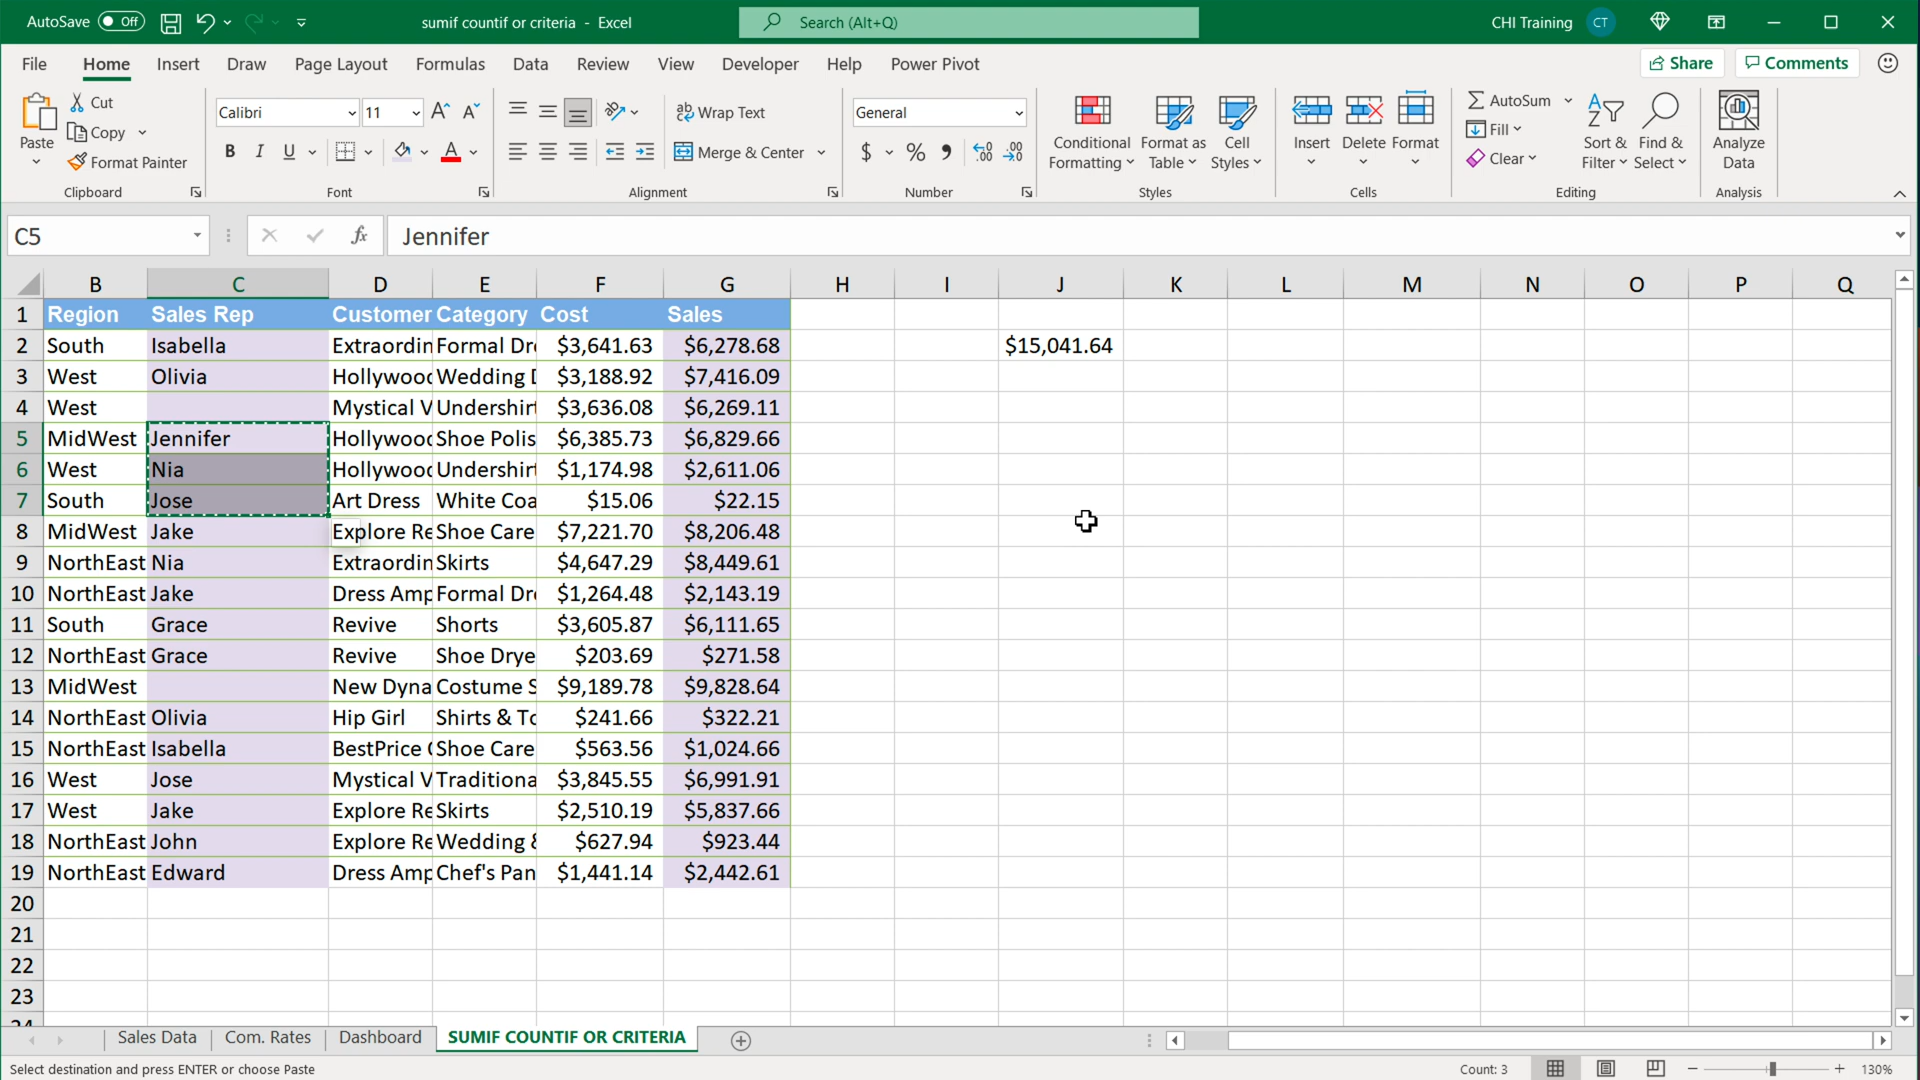 AutoSave Off sumif countif or criteria - Excel Search (Alt+Q) CHI Training CT
File Home Insert Draw Page Layout Formulas Data Review View Developer Help Power Pivot Share Comments
Paste Cut Copy Format Painter
Clipboard
Calibri 11
B I U A
Font
Wrap Text
Merge & Center
Alignment
General
$ % ,
Number
Conditional Formatting Format as Table Cell Styles
Styles
Insert Delete Format
Cells
AutoSum
Fill
Clear
Sort & Filter Find & Select
Editing
Analyze Data
Analysis
C5 fx Jennifer
B C D E F G H I J K L M N O P Q
1 Region Sales Rep Customer Category Cost Sales
2 South Isabella Extraordin Formal Dr $3,641.63 $6,278.68 $15,041.64
3 West Olivia Hollywood Wedding D $3,188.92 $7,416.09
4 West Mystical V Undershirt $3,636.08 $6,269.11
5 MidWest Jennifer Hollywood Shoe Polis $6,385.73 $6,829.66
6 West Nia Hollywood Undershirt $1,174.98 $2,611.06
7 South Jose Art Dress White Coa $15.06 $22.15
8 MidWest Jake Explore Re Shoe Care $7,221.70 $8,206.48
9 NorthEast Nia Extraordin Skirts $4,647.29 $8,449.61
10 NorthEast Jake Dress Amp Formal Dr $1,264.48 $2,143.19
11 South Grace Revive Shorts $3,605.87 $6,111.65
12 NorthEast Grace Revive Shoe Drye $203.69 $271.58
13 MidWest New Dyna Costume S $9,189.78 $9,828.64
14 NorthEast Olivia Hip Girl Shirts & To $241.66 $322.21
15 NorthEast Isabella BestPrice Shoe Care $563.56 $1,024.66
16 West Jose Mystical V Traditiona $3,845.55 $6,991.91
17 West Jake Explore Re Skirts $2,510.19 $5,837.66
18 NorthEast John Explore Re Wedding & $627.94 $923.44
19 NorthEast Edward Dress Amp Chef's Pan $1,441.14 $2,442.61
20
21
22
23
24
Sales Data Com. Rates Dashboard SUMIF COUNTIF OR CRITERIA
Select destination and press ENTER or choose Paste Count: 3 130%